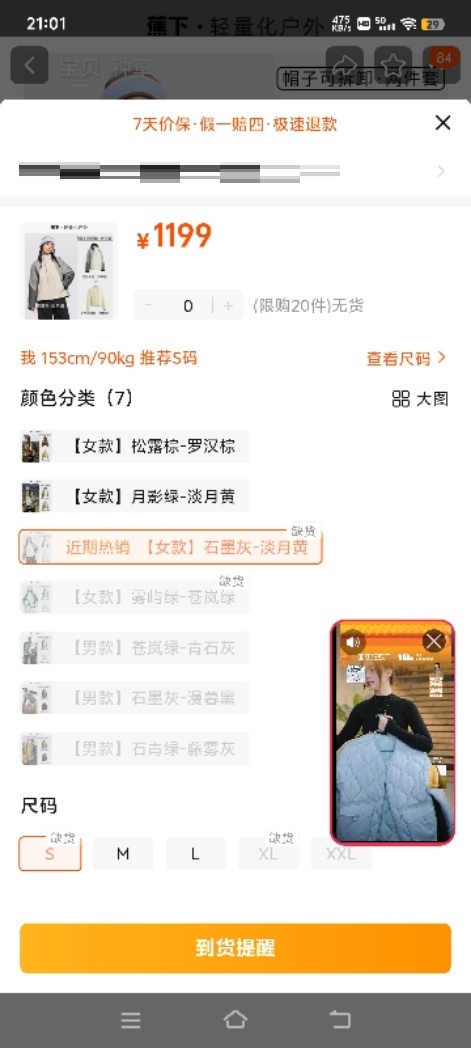 21:01
475 KB/s HD 5G 29
蕉下·轻量化户外
宝贝 种草
84
帽子可拆卸·两件套
7天价保·假一赔四·极速退款
¥1199
- 0 + (限购20件)无货
我 153cm/90kg 推荐S码
查看尺码
颜色分类（7）
大图
【女款】松露棕-罗汉棕
【女款】月影绿-淡月黄
缺货
近期热销 【女款】石墨灰-淡月黄
缺货
【女款】雾屿绿-苍岚绿
【男款】苍岚绿-青石灰
【男款】石墨灰-漫暮黑
【男款】石青绿-藤雾灰
尺码
缺货
缺货
S
M
L
XL
XXL
到货提醒